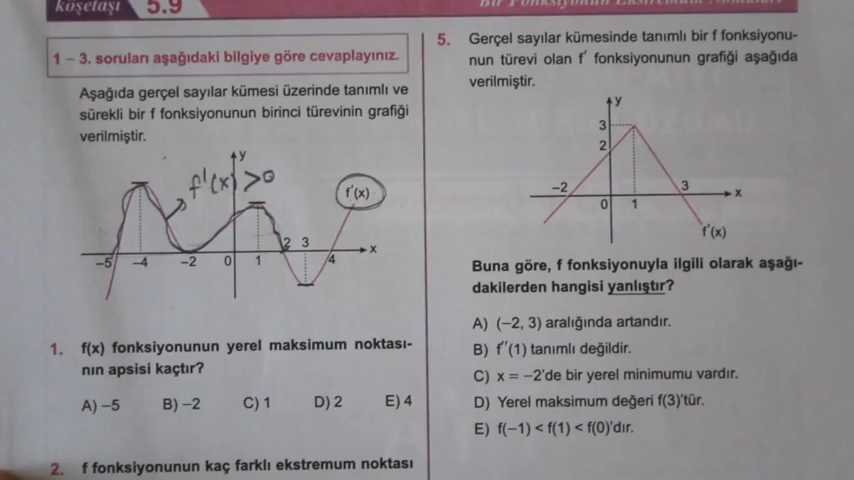 köşetaşı 5.9
1 – 3. soruları aşağıdaki bilgiye göre cevaplayınız.
Aşağıda gerçel sayılar kümesi üzerinde tanımlı ve
sürekli bir f fonksiyonunun birinci türevinin grafiği
verilmiştir.
y
f'(x) >0
f'(x)
x
–5 –4 –2 0 1 2 3 4
1. f(x) fonksiyonunun yerel maksimum noktası-
nın apsisi kaçtır?
A) –5 B) –2 C) 1 D) 2 E) 4
2. f fonksiyonunun kaç farklı ekstremum noktası
5. Gerçel sayılar kümesinde tanımlı bir f fonksiyonu-
nun türevi olan f' fonksiyonunun grafiği aşağıda
verilmiştir.
y
3
2
–2 0 1 3 x
f'(x)
Buna göre, f fonksiyonuyla ilgili olarak aşağı-
dakilerden hangisi yanlıştır?
A) (–2, 3) aralığında artandır.
B) f''(1) tanımlı değildir.
C) x = –2'de bir yerel minimumu vardır.
D) Yerel maksimum değeri f(3)'tür.
E) f(–1) < f(1) < f(0)'dır.